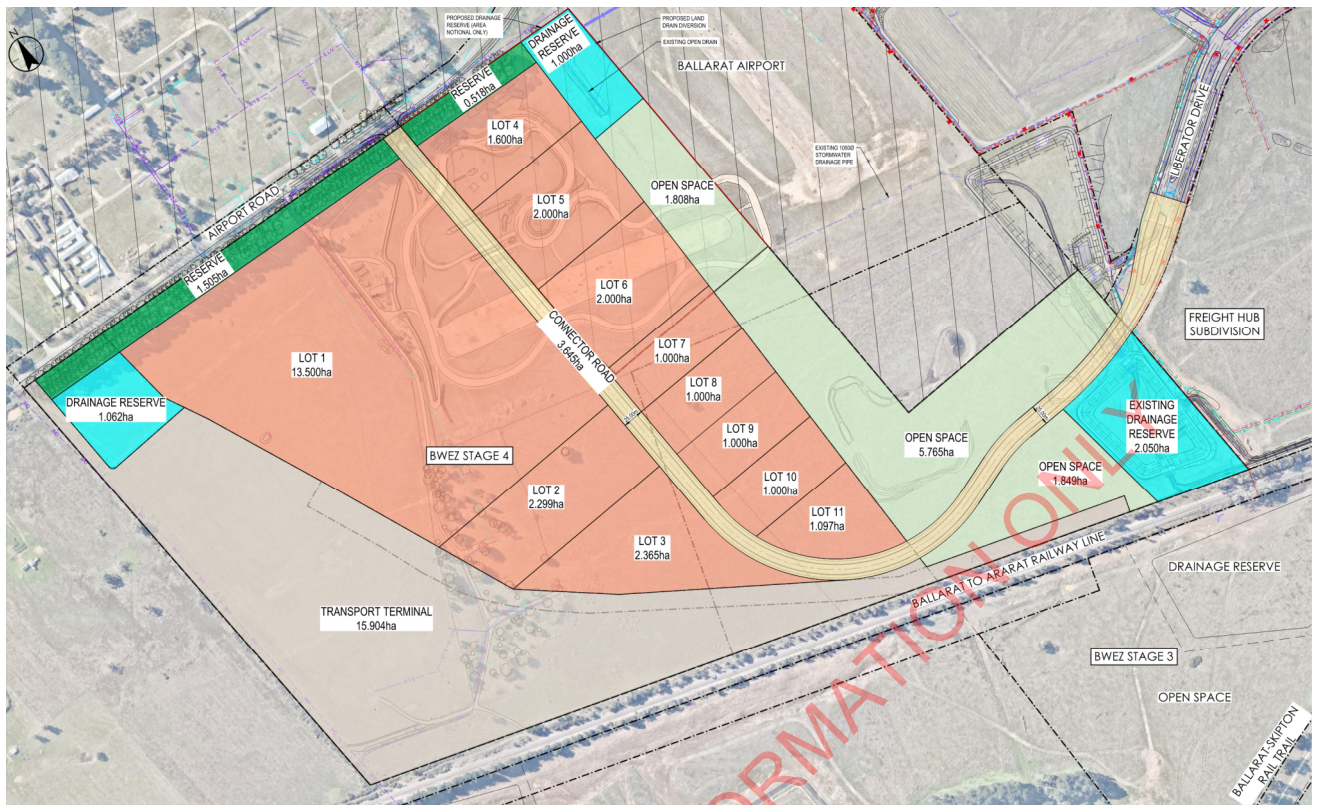 N
PROPOSED DRAINAGE
RESERVE (AREA
NOTIONAL ONLY)
DRAINAGE
RESERVE
1.000ha
PROPOSED LAND
DRAIN DIVERSION
EXISTING OPEN DRAIN
BALLARAT AIRPORT
RESERVE
0.518ha
LOT 4
1.600ha
EXISTING 1050Ø
STORMWATER
DRAINAGE PIPE
LIBERATOR DRIVE
AIRPORT ROAD
LOT 5
2.000ha
OPEN SPACE
1.808ha
RESERVE
1.505ha
LOT 6
2.000ha
FREIGHT HUB
SUBDIVISION
CONNECTOR ROAD
3.645ha
LOT 1
13.500ha
LOT 7
1.000ha
LOT 8
1.000ha
DRAINAGE RESERVE
1.062ha
EXISTING
DRAINAGE
RESERVE
2.050ha
LOT 9
1.000ha
OPEN SPACE
5.765ha
BWEZ STAGE 4
OPEN SPACE
1.849ha
LOT 10
1.000ha
LOT 2
2.299ha
LOT 11
1.097ha
LOT 3
2.365ha
BALLARAT TO ARARAT RAILWAY LINE
DRAINAGE RESERVE
TRANSPORT TERMINAL
15.904ha
BWEZ STAGE 3
OPEN SPACE
BALLARAT-SKIPTON
RAIL TRAIL
ORMATION ONLY